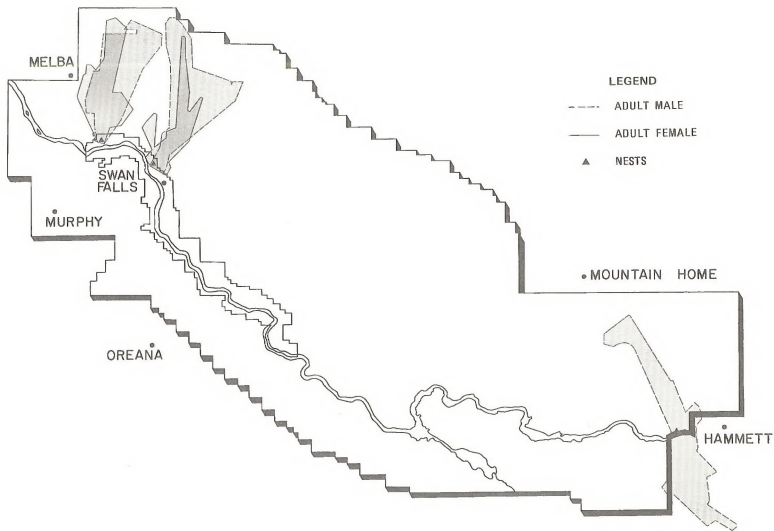 MELBA
SWAN
FALLS
MURPHY
OREANA
LEGEND
ADULT MALE
ADULT FEMALE
NESTS
MOUNTAIN HOME
HAMMETT